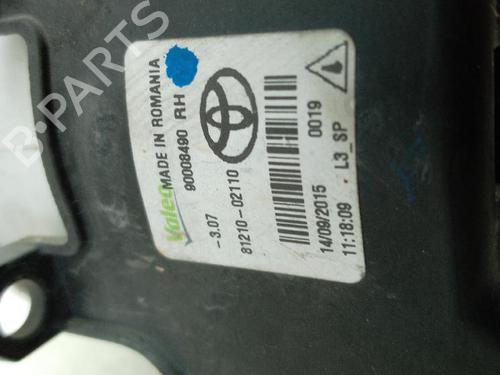 Valeo MADE IN ROMANIA
90008490 RH
-3.07
81210-02110
0019
14/09/2015 L3_SP
11:18:09
B-PARTS